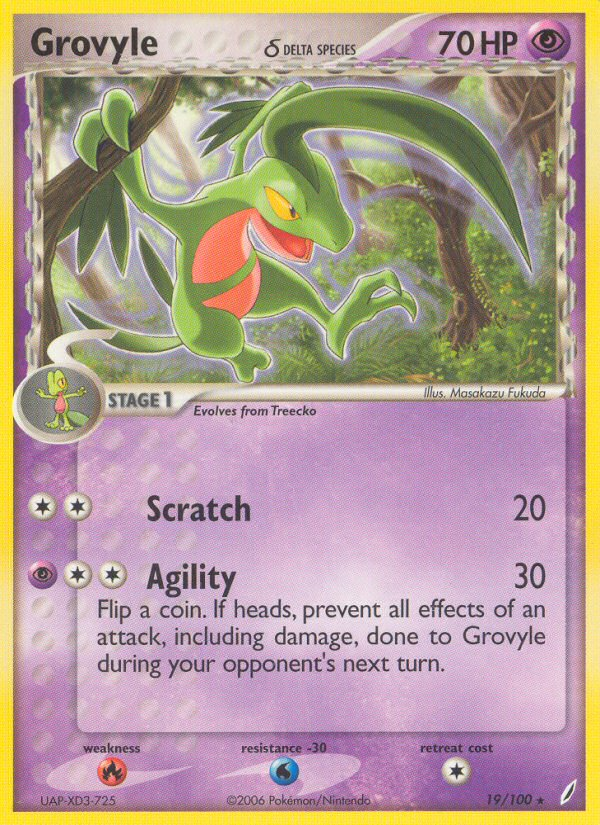 Grovyle δ DELTA SPECIES 70 HP
Illus. Masakazu Fukuda
STAGE 1
Evolves from Treecko
Scratch 20
Agility 30
Flip a coin. If heads, prevent all effects of an
attack, including damage, done to Grovyle
during your opponent's next turn.
weakness resistance -30 retreat cost
UAP-XD3-725 ©2006 Pokémon/Nintendo 19/100 ★